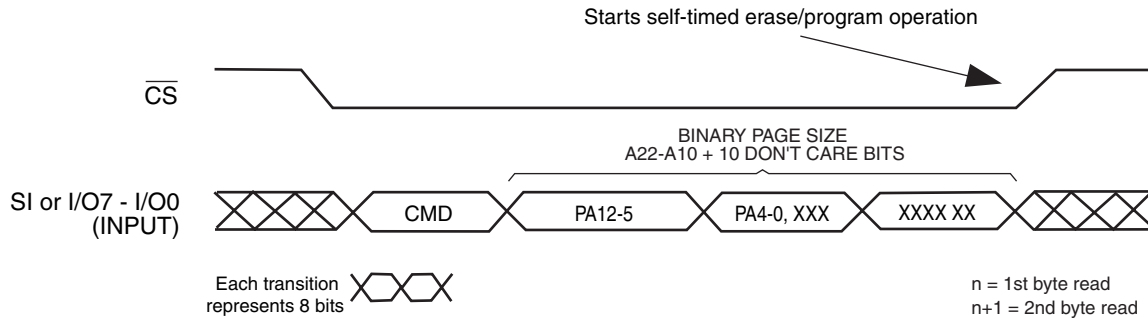 Starts self-timed erase/program operation
CS
BINARY PAGE SIZE
A22-A10 + 10 DON'T CARE BITS
SI or I/O7 - I/O0
(INPUT)
CMD
PA12-5
PA4-0, XXX
XXXX XX
Each transition
represents 8 bits
n = 1st byte read
n+1 = 2nd byte read